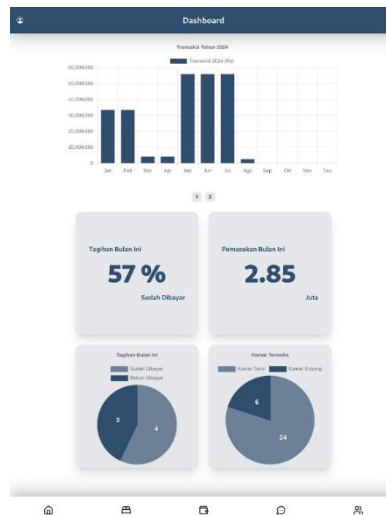 Dashboard
Transaksi Tahun 2024
Transaksi 2024 (Rp)
60,000,000
50,000,000
40,000,000
30,000,000
20,000,000
10,000,000
0
Jan Feb Mar Apr Mei Jun Jul Ags Sep Okt Nov Des
1 2
Tagihan Bulan Ini
57 %
Sudah Dibayar
Pemasukan Bulan Ini
2.85
Juta
Tagihan Bulan Ini
Sudah Dibayar
Belum Dibayar
3
4
Kamar Tersedia
Kamar Terisi Kamar Kosong
6
24